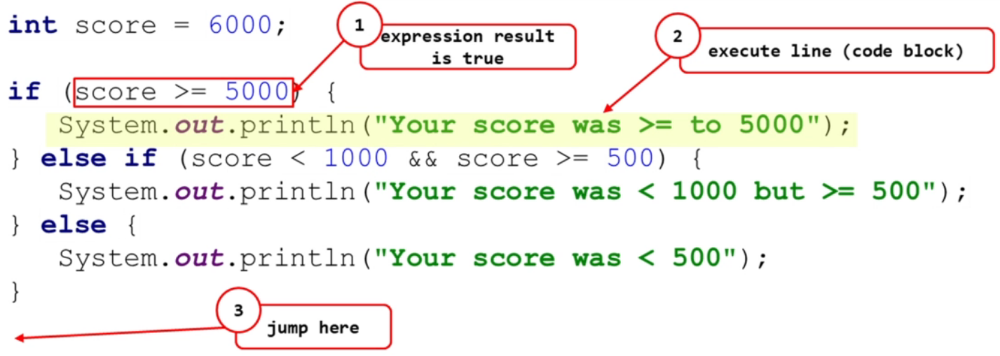 int score = 6000;
1
expression result
is true
2
execute line (code block)
if (score >= 5000) {
System.out.println("Your score was >= to 5000");
} else if (score < 1000 && score >= 500) {
System.out.println("Your score was < 1000 but >= 500");
} else {
System.out.println("Your score was < 500");
}
3
jump here